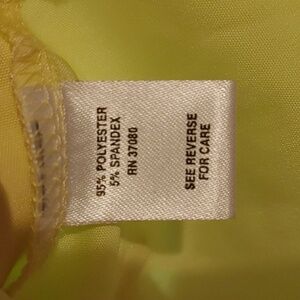 95% POLYESTER
5% SPANDEX
RN 37080
SEE REVERSE
FOR CARE